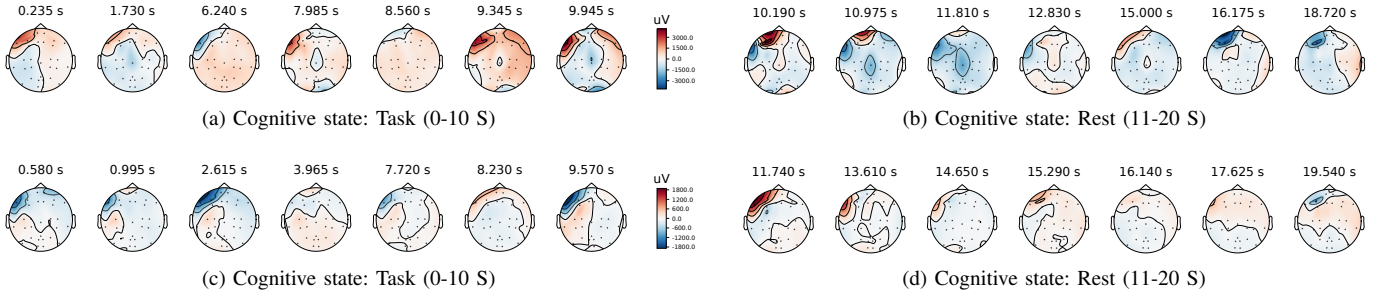 0.235 s 1.730 s 6.240 s 7.985 s 8.560 s 9.345 s 9.945 s
uV
3000.0
1500.0
0.0
-1500.0
-3000.0
(a) Cognitive state: Task (0-10 S)
10.190 s 10.975 s 11.810 s 12.830 s 15.000 s 16.175 s 18.720 s
(b) Cognitive state: Rest (11-20 S)
0.580 s 0.995 s 2.615 s 3.965 s 7.720 s 8.230 s 9.570 s
uV
1800.0
1200.0
600.0
0.0
-600.0
-1200.0
-1800.0
(c) Cognitive state: Task (0-10 S)
11.740 s 13.610 s 14.650 s 15.290 s 16.140 s 17.625 s 19.540 s
(d) Cognitive state: Rest (11-20 S)